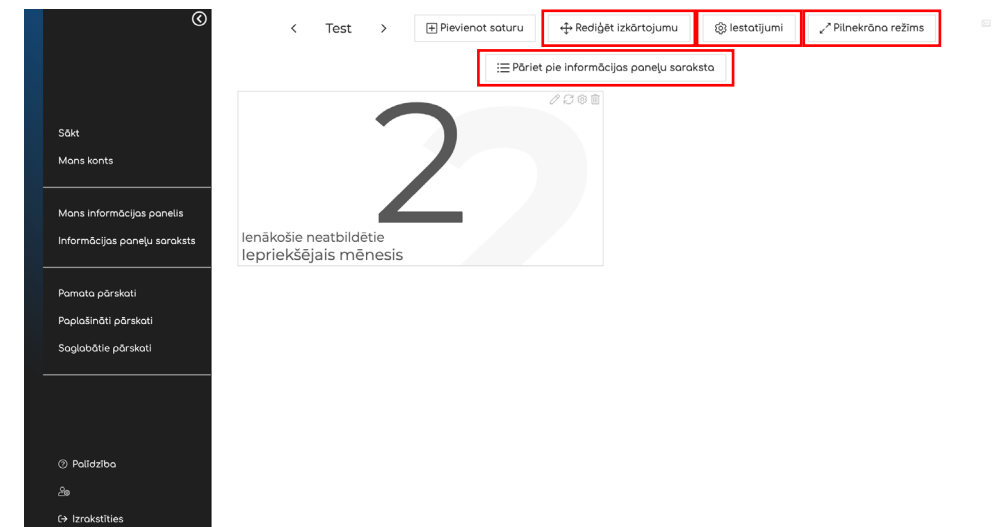 Test
Pievienot saturu
Rediģēt izkārtojumu
Iestatījumi
Pilnekrāna režīms
Pāriet pie informācijas paneļu saraksta
2
2
Ienākošie neatbildētie
Iepriekšējais mēnesis
Sākt
Mans konts
Mans informācijas panelis
Informācijas paneļu saraksts
Pamata pārskati
Paplašināti pārskati
Saglabātie pārskati
Palīdzība
Izrakstīties